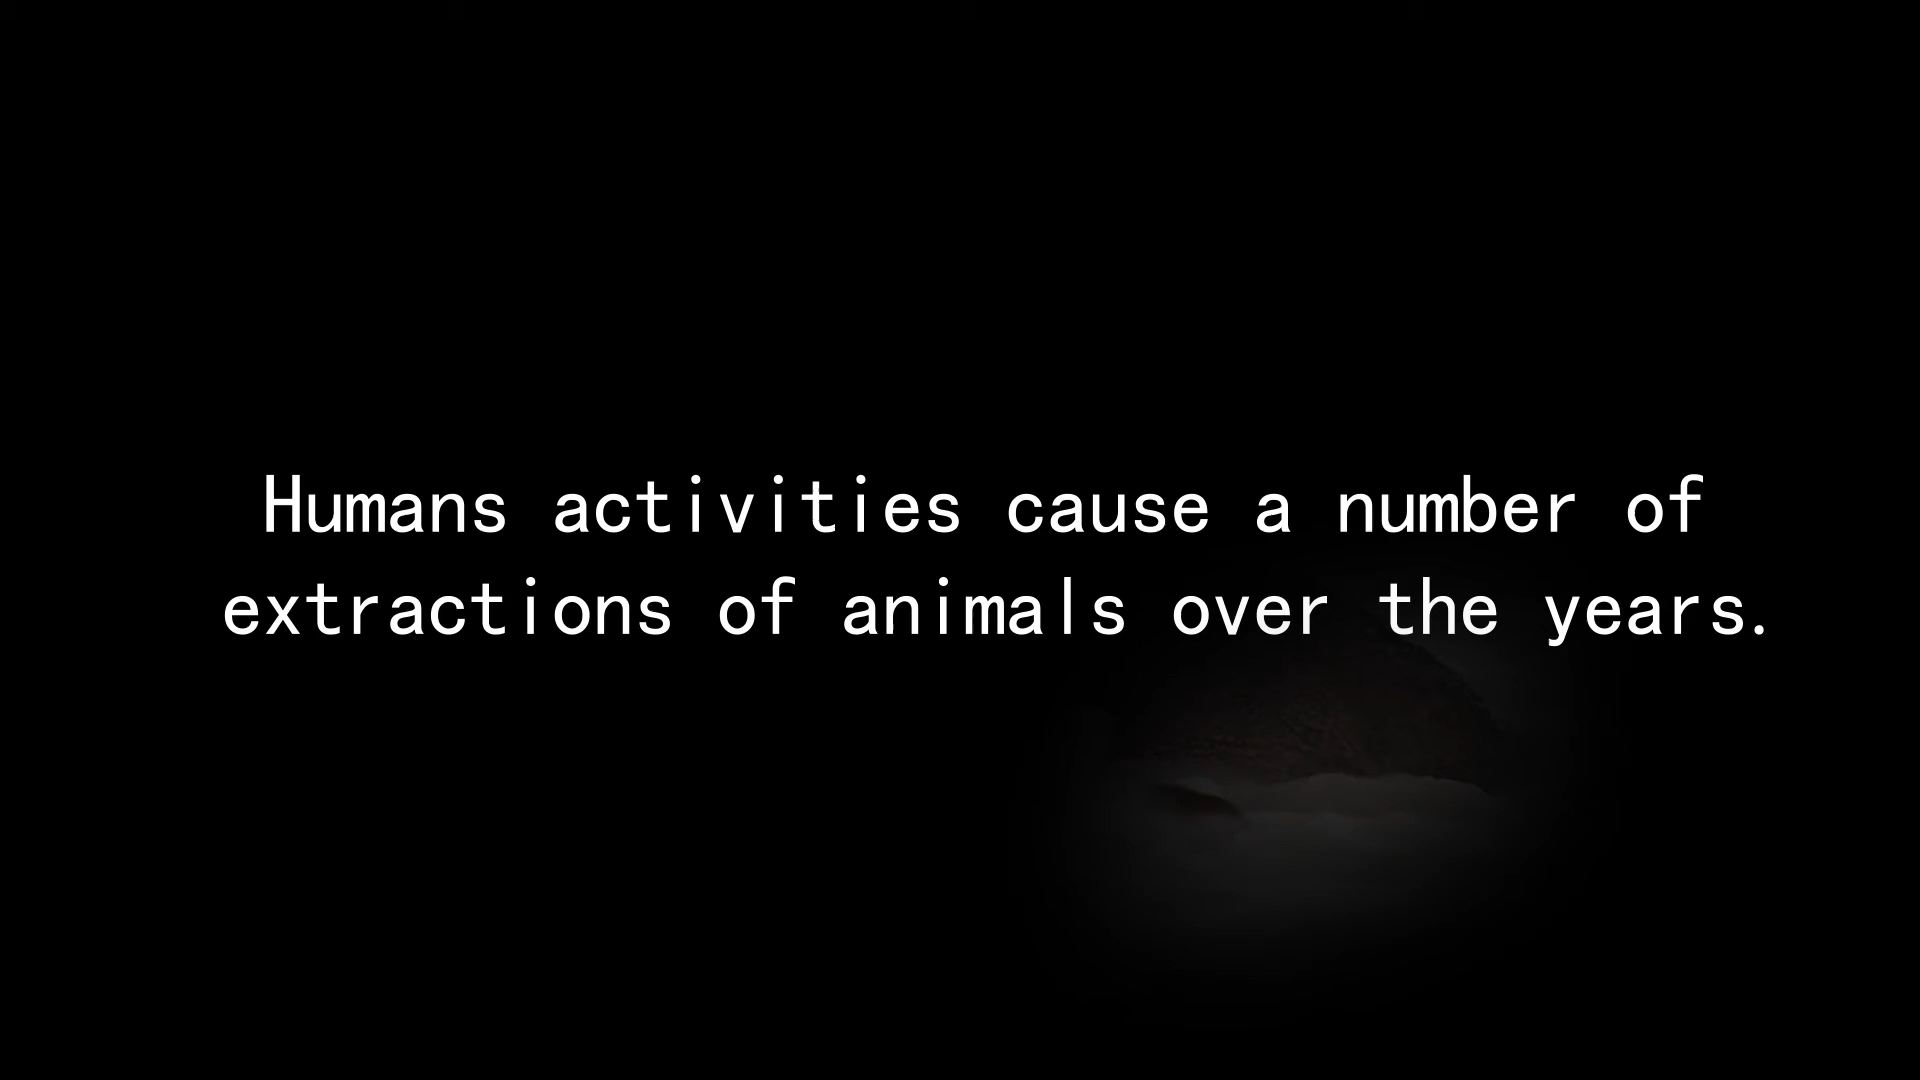 Humans activities cause a number of
extractions of animals over the years.